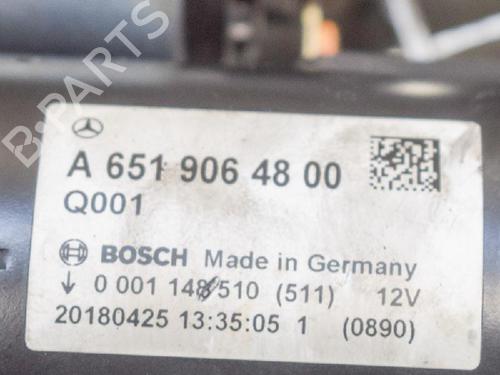 B-PARTS
A 651 906 48 00
Q001
BOSCH Made in Germany
↓ 0 001 148 510 (511) 12V
20180425 13:35:05 1 (0890)